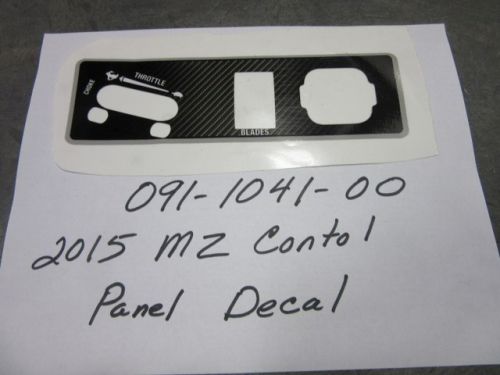 CHOKE
THROTTLE
BLADES
091-1041-00
2015 MZ Contol
Panel Decal